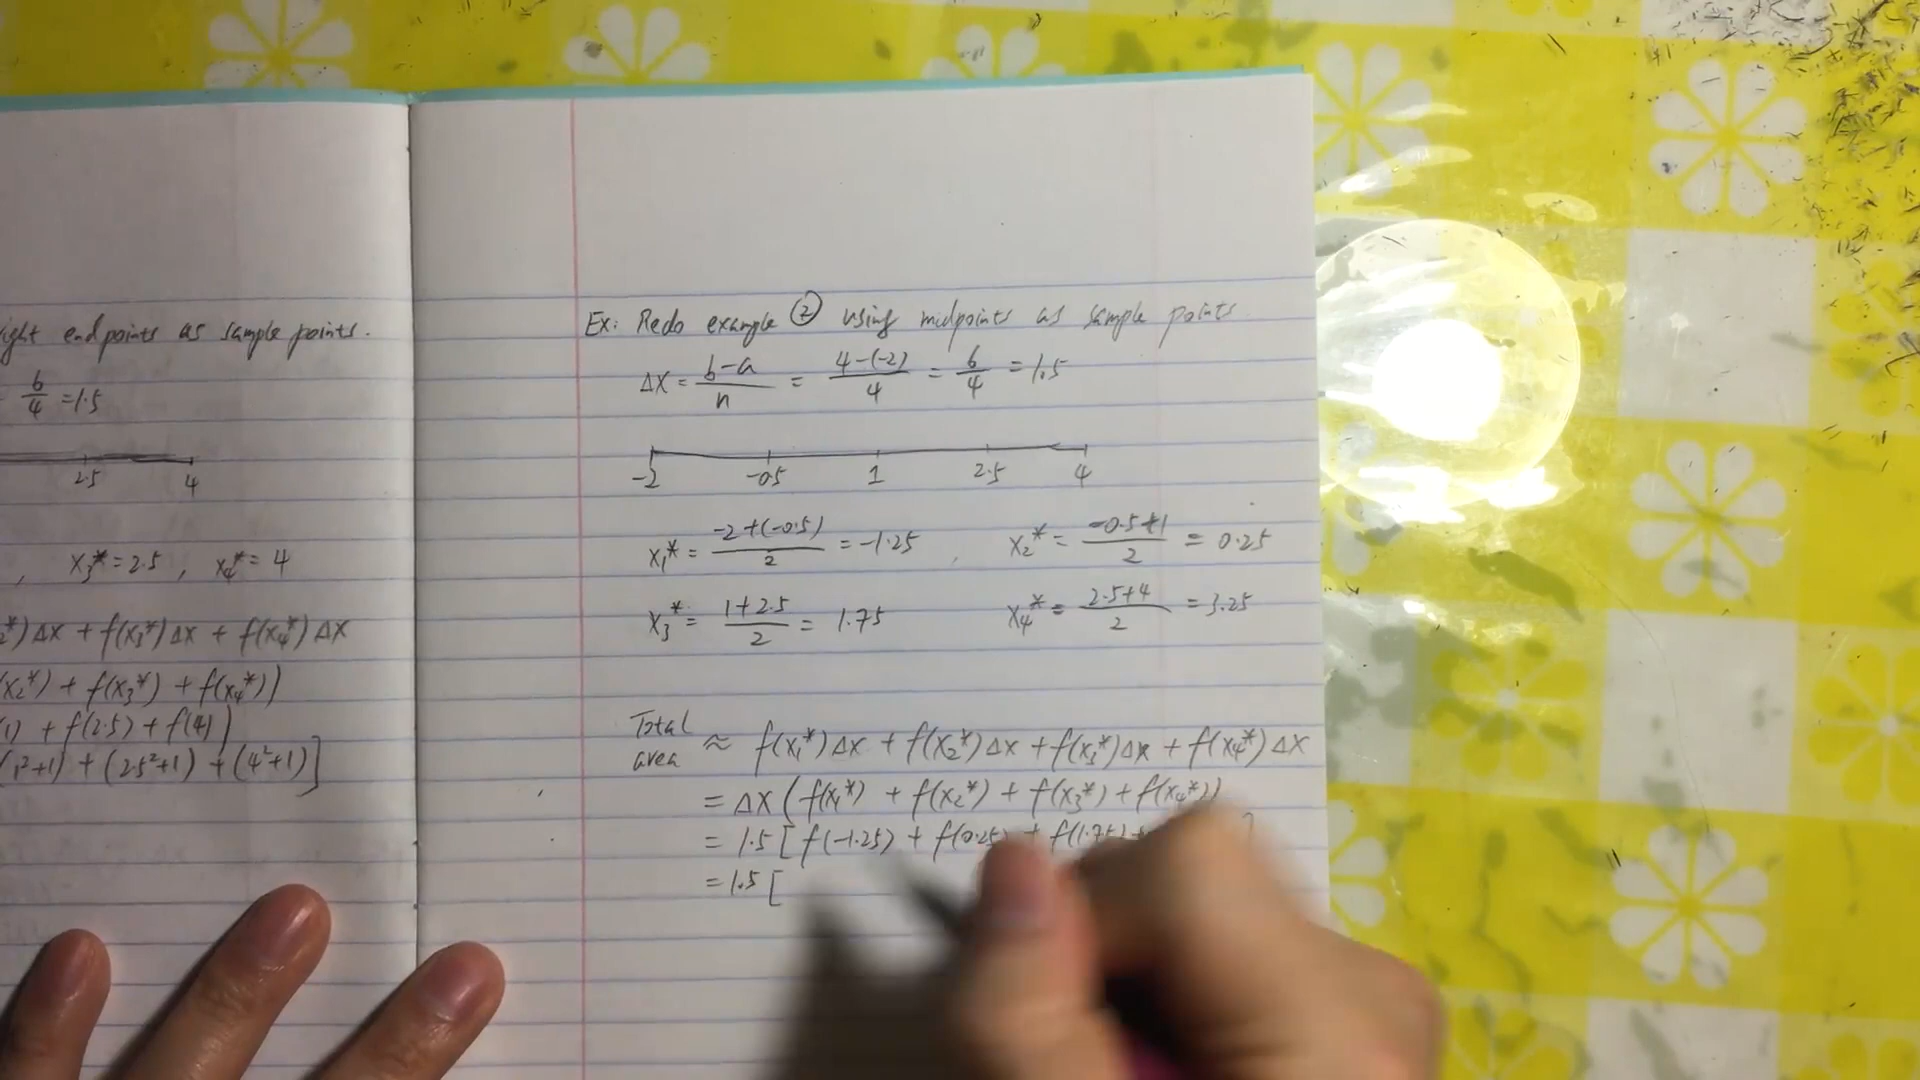 ight endpoints as sample points.
6/4 = 1.5
2.5 4
, x₃* = 2.5 , x₄* = 4
₂*)Δx + f(x₃*)Δx + f(x₄*)Δx
(x₂*) + f(x₃*) + f(x₄*))
(1) + f(2.5) + f(4)]
(1²+1) + (2.5²+1) + (4²+1)]
Ex: Redo example ② using midpoints as sample points.
Δx = b-a/n = 4-(-2)/4 = 6/4 = 1.5
-2 -0.5 1 2.5 4
x₁* = -2+(-0.5)/2 = -1.25 , x₂* = -0.5+1/2 = 0.25
x₃* = 1+2.5/2 = 1.75 x₄* = 2.5+4/2 = 3.25
Total area ≈ f(x₁*)Δx + f(x₂*)Δx + f(x₃*)Δx + f(x₄*)Δx
= Δx(f(x₁*) + f(x₂*) + f(x₃*) + f(x₄*))
= 1.5[f(-1.25) + f(0.25) + f(1.75) + ]
= 1.5[